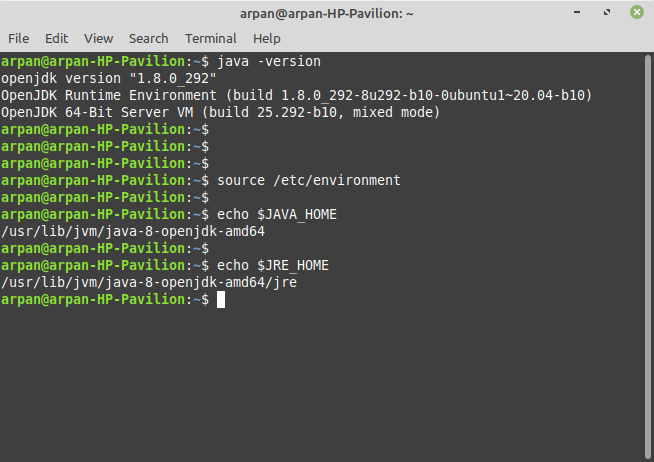 arpan@arpan-HP-Pavilion: ~
File Edit View Search Terminal Help
arpan@arpan-HP-Pavilion:~$ java -version
openjdk version "1.8.0_292"
OpenJDK Runtime Environment (build 1.8.0_292-8u292-b10-0ubuntu1~20.04-b10)
OpenJDK 64-Bit Server VM (build 25.292-b10, mixed mode)
arpan@arpan-HP-Pavilion:~$
arpan@arpan-HP-Pavilion:~$
arpan@arpan-HP-Pavilion:~$
arpan@arpan-HP-Pavilion:~$ source /etc/environment
arpan@arpan-HP-Pavilion:~$
arpan@arpan-HP-Pavilion:~$ echo $JAVA_HOME
/usr/lib/jvm/java-8-openjdk-amd64
arpan@arpan-HP-Pavilion:~$
arpan@arpan-HP-Pavilion:~$ echo $JRE_HOME
/usr/lib/jvm/java-8-openjdk-amd64/jre
arpan@arpan-HP-Pavilion:~$